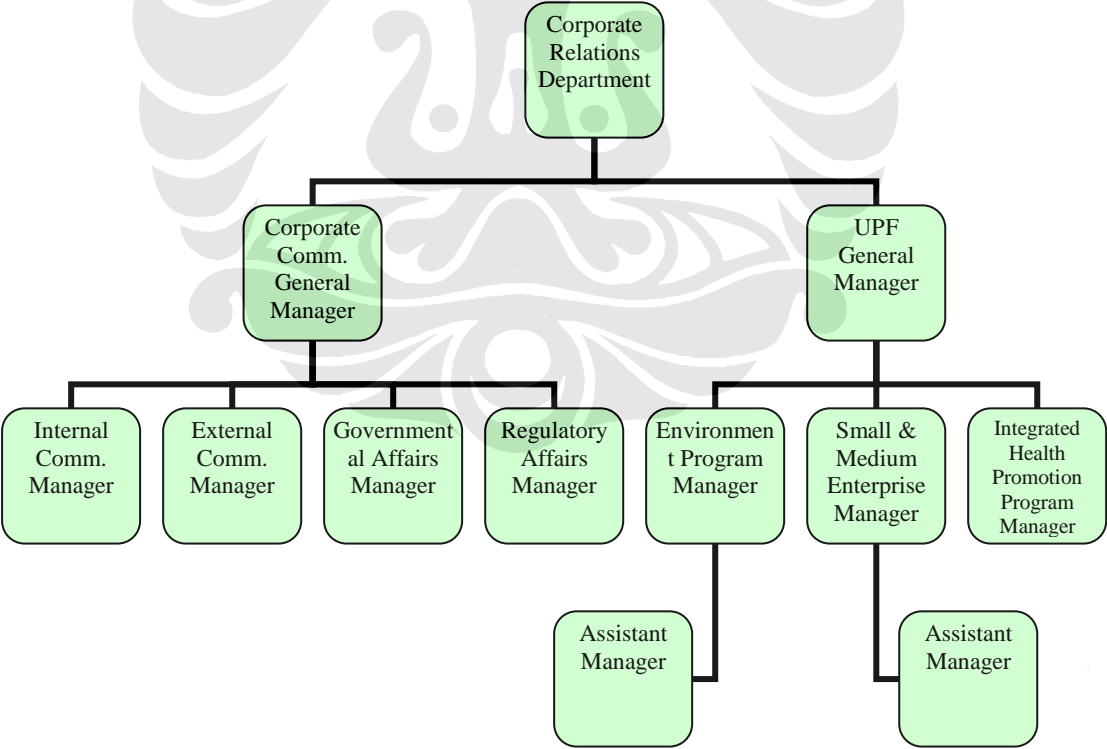 Corporate
Relations
Department
Corporate
Comm.
General
Manager
UPF
General
Manager
Internal
Comm.
Manager
External
Comm.
Manager
Government
al Affairs
Manager
Regulatory
Affairs
Manager
Environmen
t Program
Manager
Small &
Medium
Enterprise
Manager
Integrated
Health
Promotion
Program
Manager
Assistant
Manager
Assistant
Manager